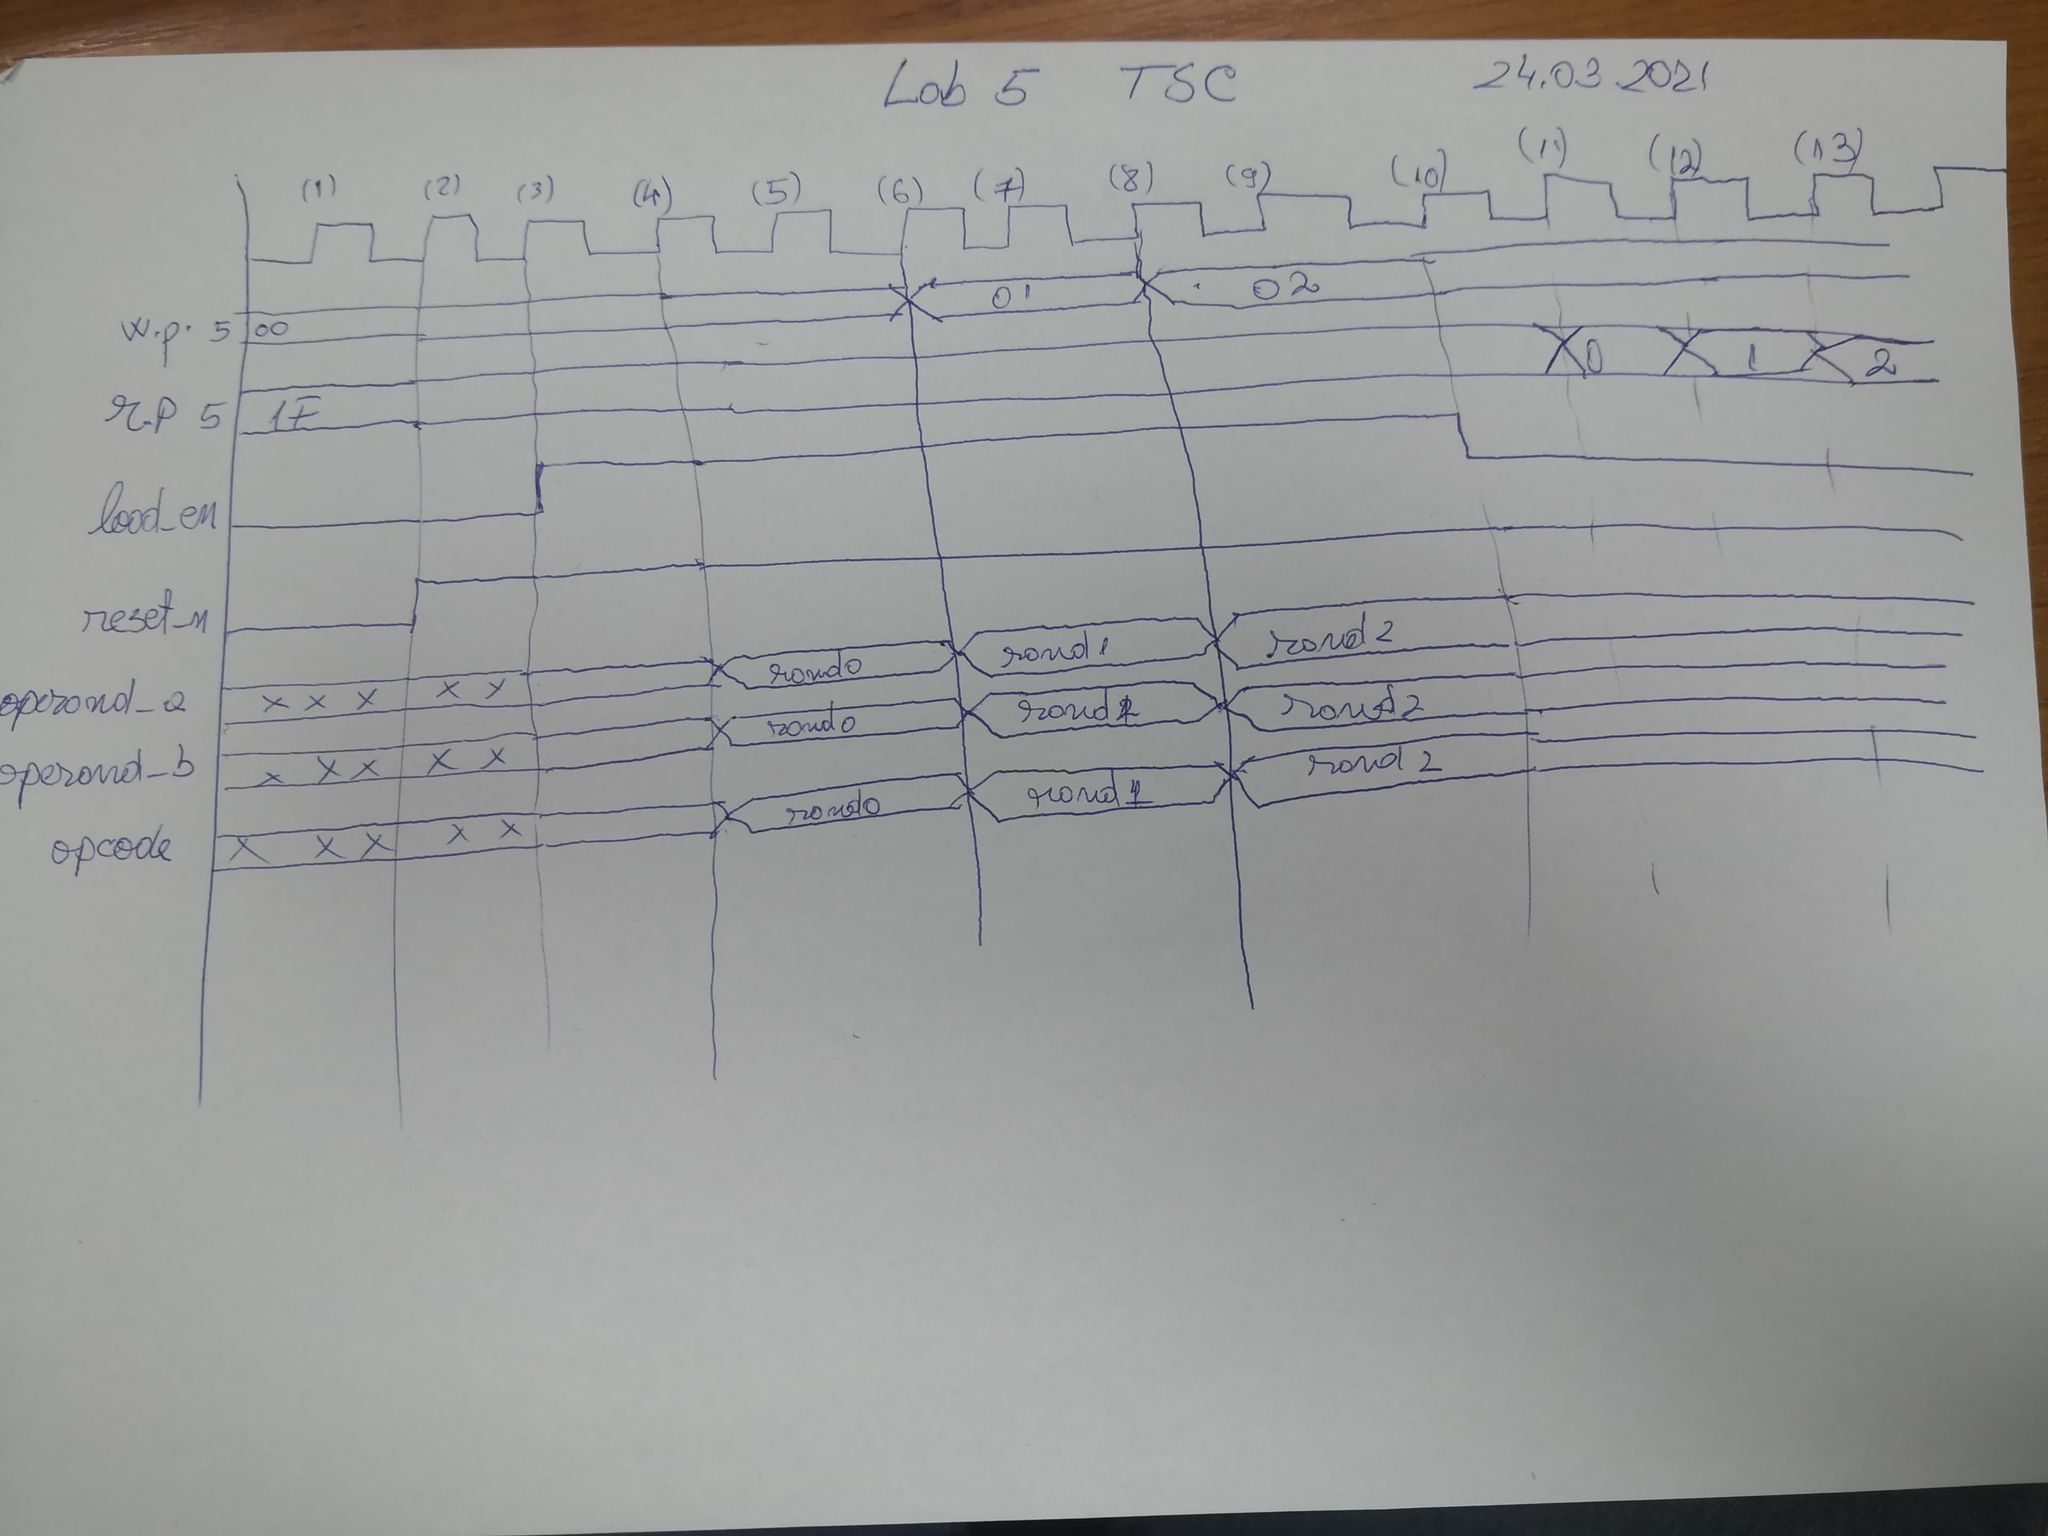 Lab 5 TSC 24.03.2021
(1) (2) (3) (4) (5) (6) (7) (8) (9) (10) (11) (12) (13)
w.p. 5 00 01 02
r.p 5 1F 0 1 2
load_en
reset_n
operand_a x x x x x rand0 rand1 rand2
operand_b x x x x x rand0 rand1 rand2
opcode x x x x x rand0 rand1 rand2